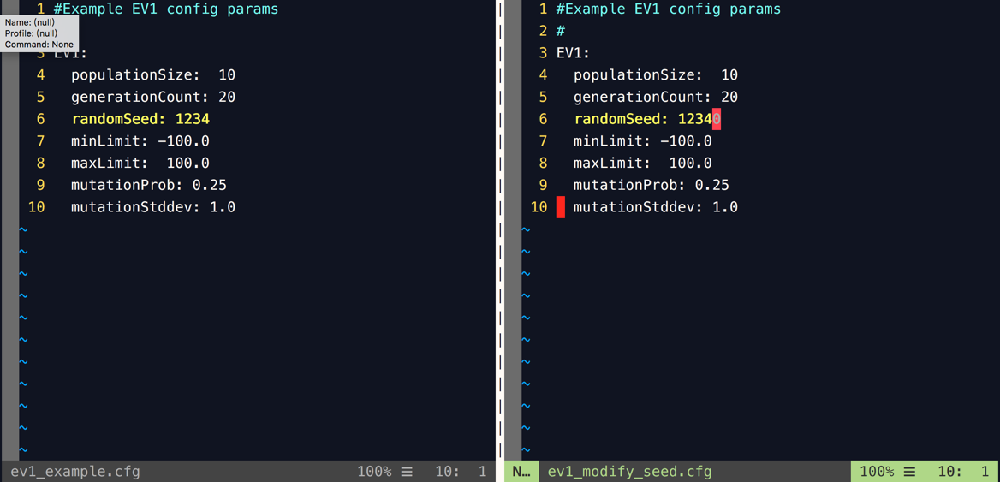 1 #Example EV1 config params
Name: (null)
Profile: (null)
Command: None
3 EV1:
4 populationSize:  10
5 generationCount: 20
6 randomSeed: 1234
7 minLimit: -100.0
8 maxLimit:  100.0
9 mutationProb: 0.25
10 mutationStddev: 1.0
~
~
~
~
~
~
~
~
~
~
~
ev1_example.cfg 100% ☰ 10: 1
1 #Example EV1 config params
2 #
3 EV1:
4 populationSize:  10
5 generationCount: 20
6 randomSeed: 12340
7 minLimit: -100.0
8 maxLimit:  100.0
9 mutationProb: 0.25
10 mutationStddev: 1.0
~
~
~
~
~
~
~
~
~
~
~
N… ev1_modify_seed.cfg 100% ☰ 10: 1